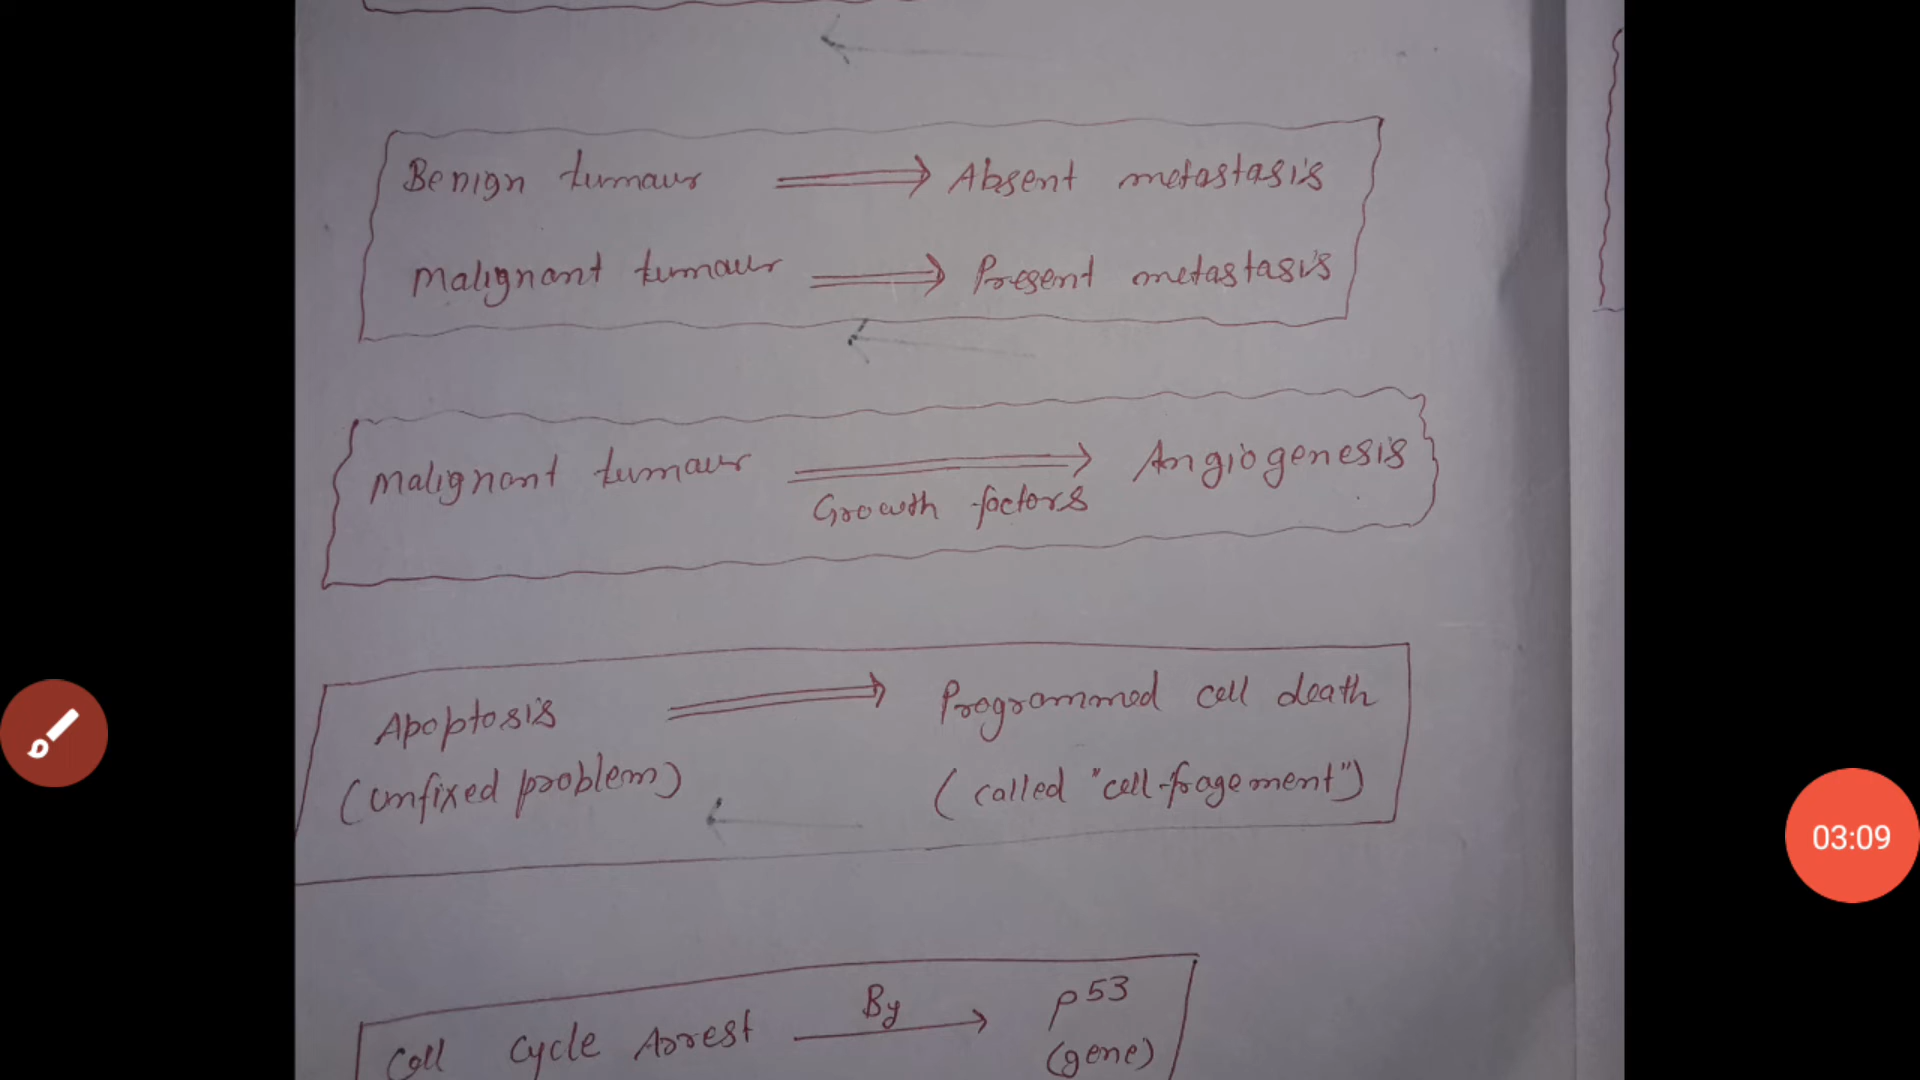 Benign tumour ⟹ Absent metastasis
Malignant tumour ⟹ Present metastasis
Malignant tumour ⟹ Angiogenesis
Growth factors
Apoptosis ⟹ Programmed cell death
(unfixed problem) (called "cell-fragement")
Cell Cycle Arrest By → p53
(gene)
03:09